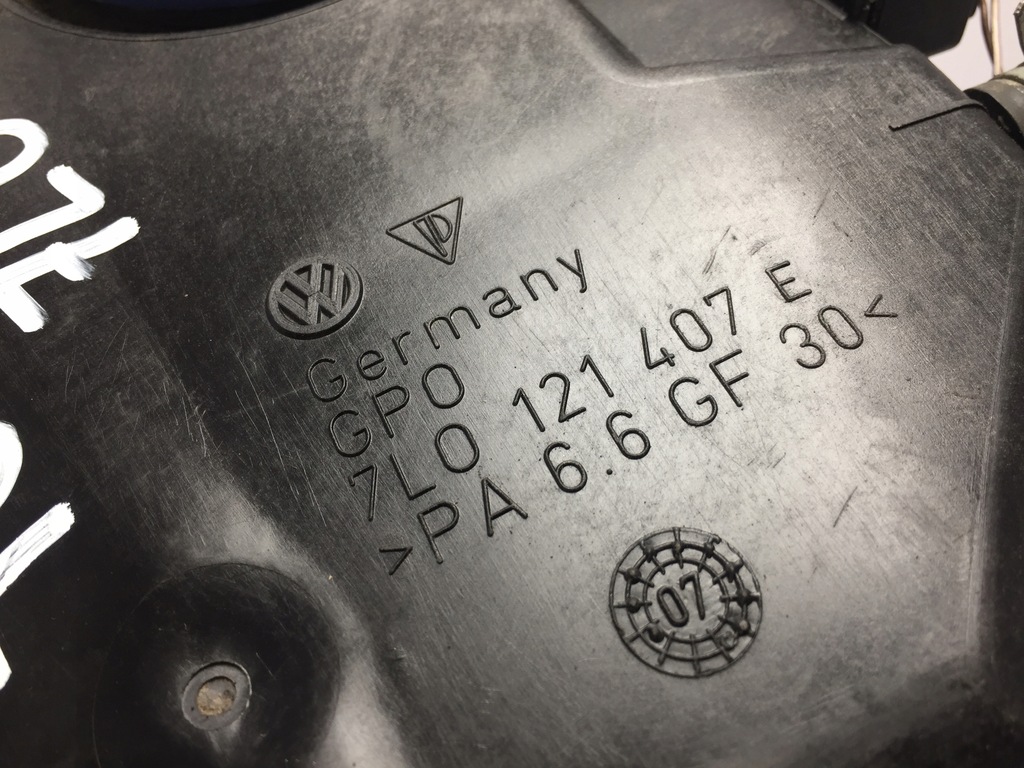 Germany
GPO
7L0 121 407 E
>PA 6.6 GF 30<
07